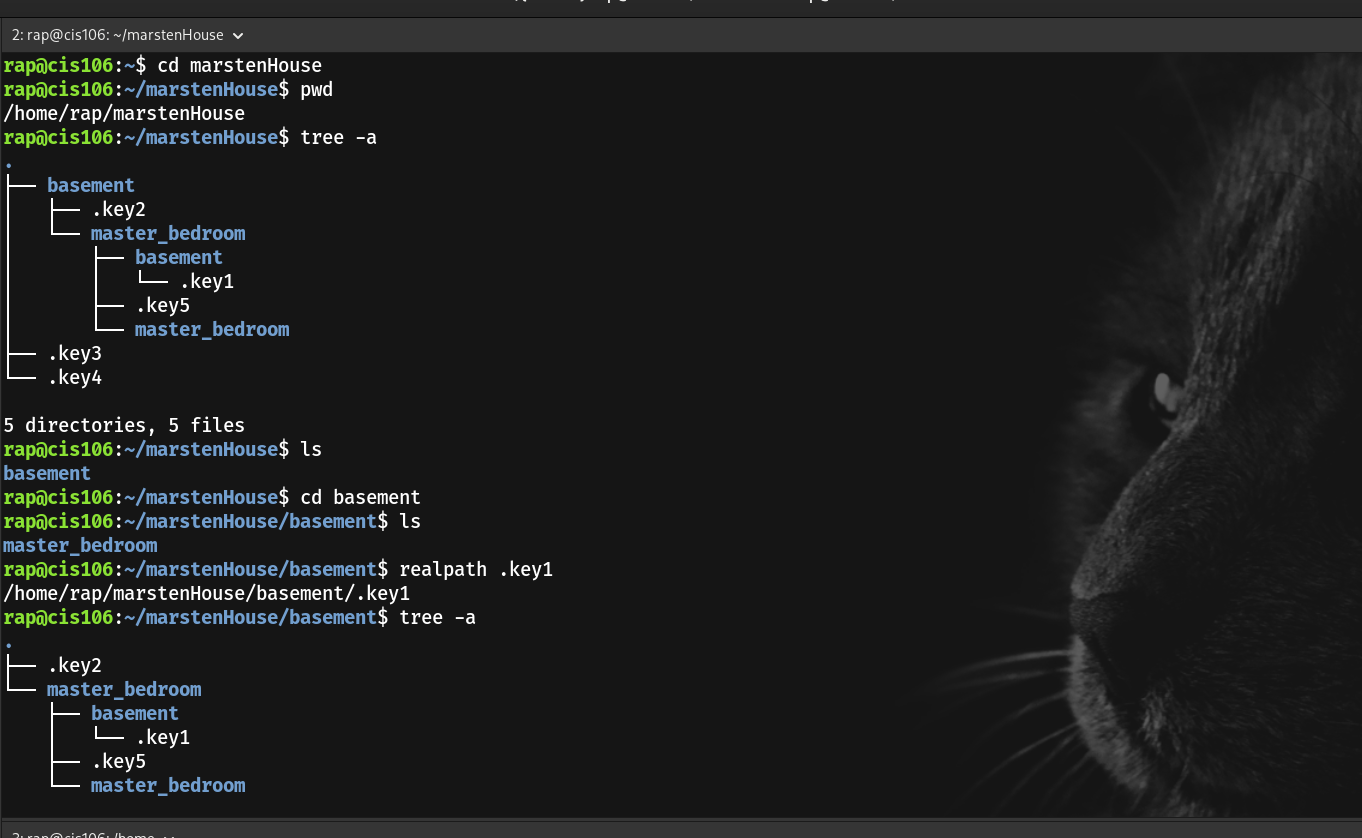 2: rap@cis106: ~/marstenHouse
rap@cis106:~$ cd marstenHouse
rap@cis106:~/marstenHouse$ pwd
/home/rap/marstenHouse
rap@cis106:~/marstenHouse$ tree -a
.
├── basement
│   ├── .key2
│   └── master_bedroom
│       ├── basement
│       │   └── .key1
│       ├── .key5
│       └── master_bedroom
├── .key3
└── .key4
5 directories, 5 files
rap@cis106:~/marstenHouse$ ls
basement
rap@cis106:~/marstenHouse$ cd basement
rap@cis106:~/marstenHouse/basement$ ls
master_bedroom
rap@cis106:~/marstenHouse/basement$ realpath .key1
/home/rap/marstenHouse/basement/.key1
rap@cis106:~/marstenHouse/basement$ tree -a
.
├── .key2
└── master_bedroom
    ├── basement
    │   └── .key1
    ├── .key5
    └── master_bedroom
rap@cis106: /home